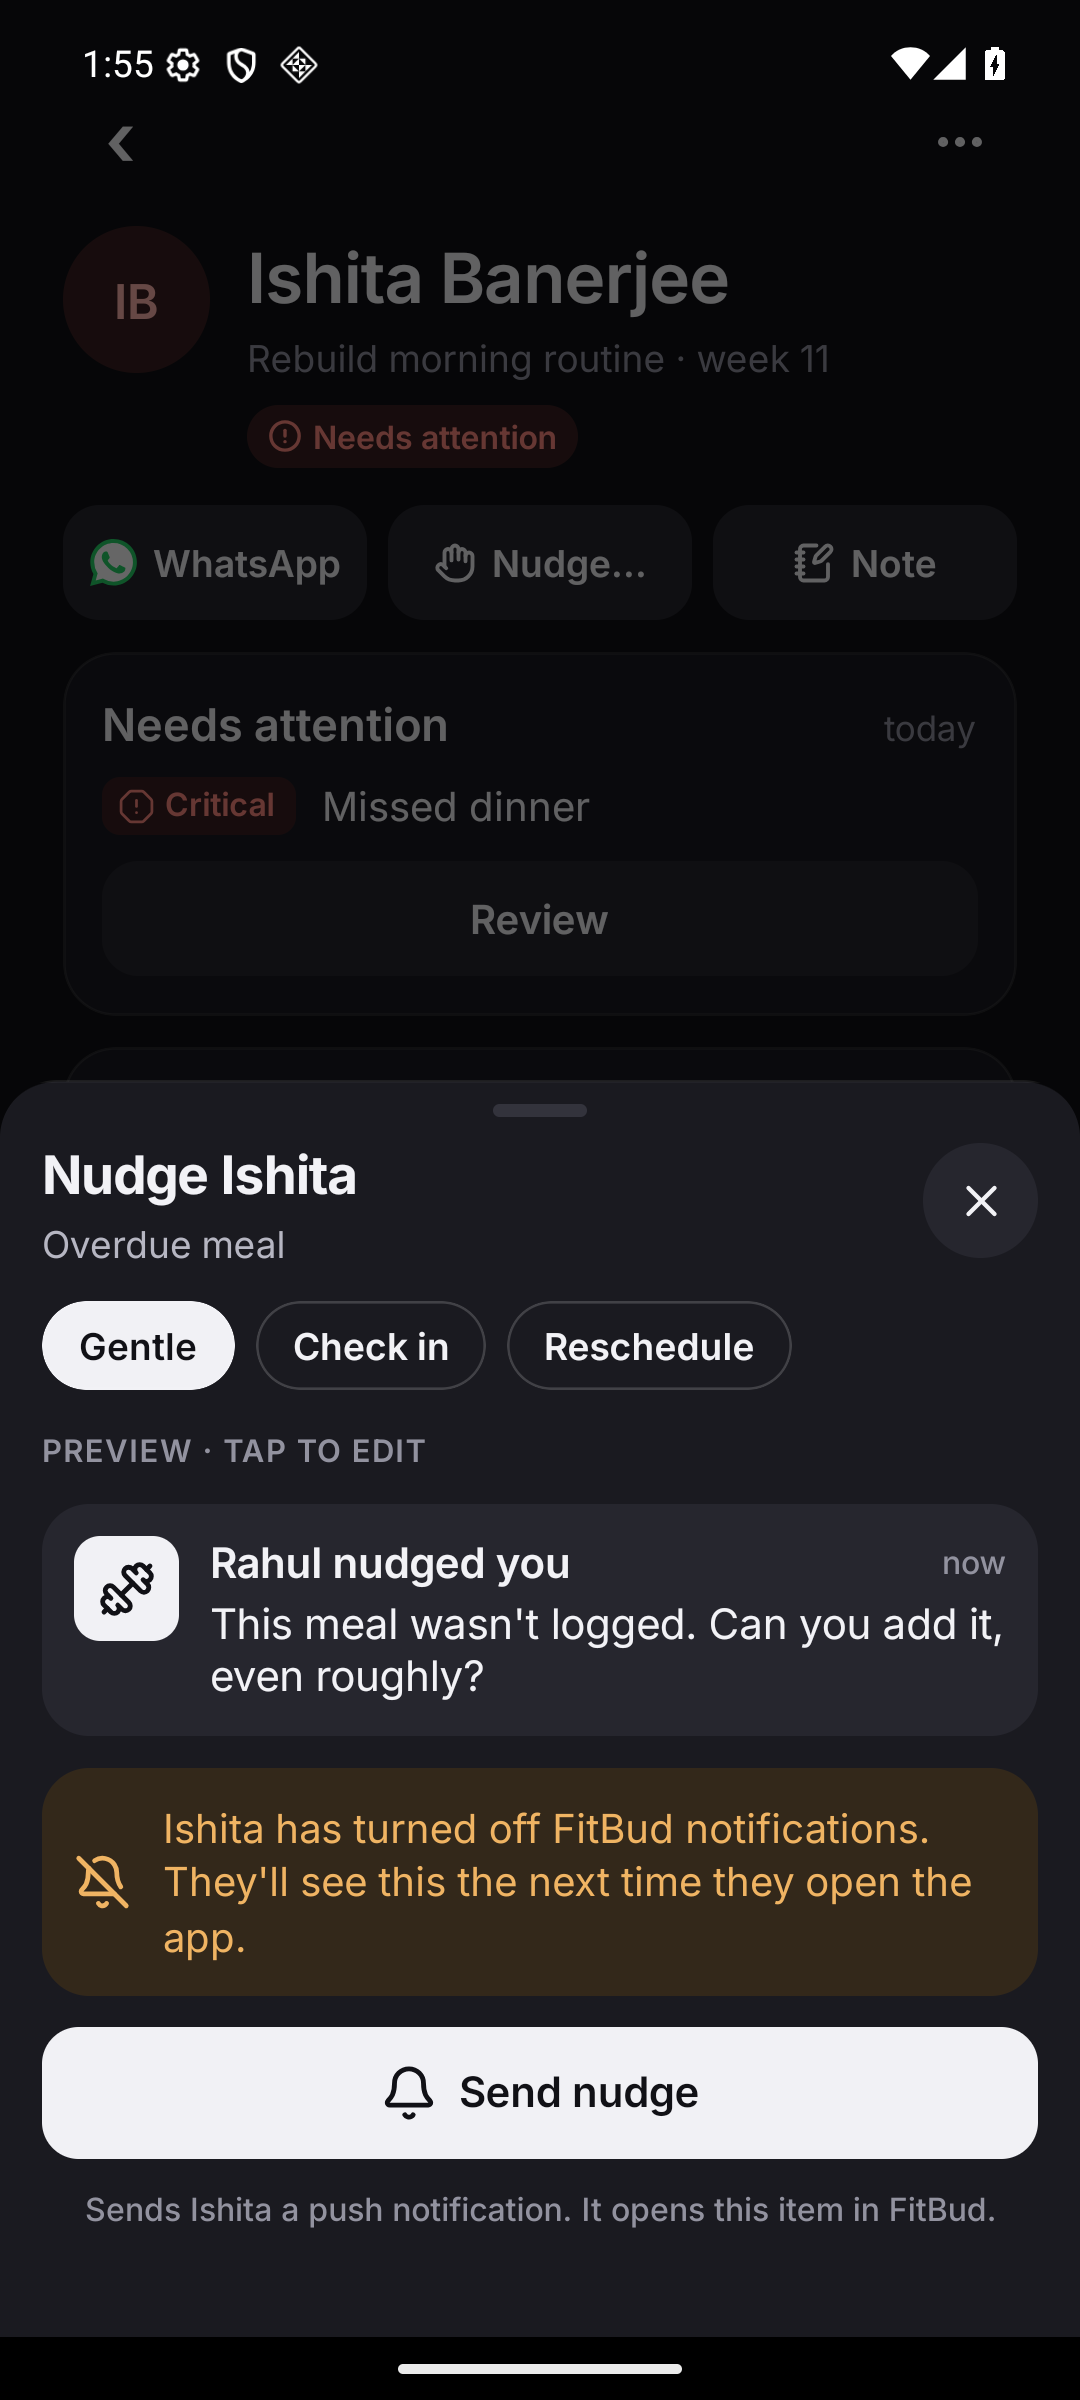 1:55
Ishita Banerjee
IB
Rebuild morning routine · week 11
Needs attention
WhatsApp
Nudge...
Note
Needs attention
today
Critical
Missed dinner
Review
Nudge Ishita
Overdue meal
Gentle
Check in
Reschedule
PREVIEW · TAP TO EDIT
Rahul nudged you
now
This meal wasn't logged. Can you add it,
even roughly?
Ishita has turned off FitBud notifications.
They'll see this the next time they open the
app.
Send nudge
Sends Ishita a push notification. It opens this item in FitBud.